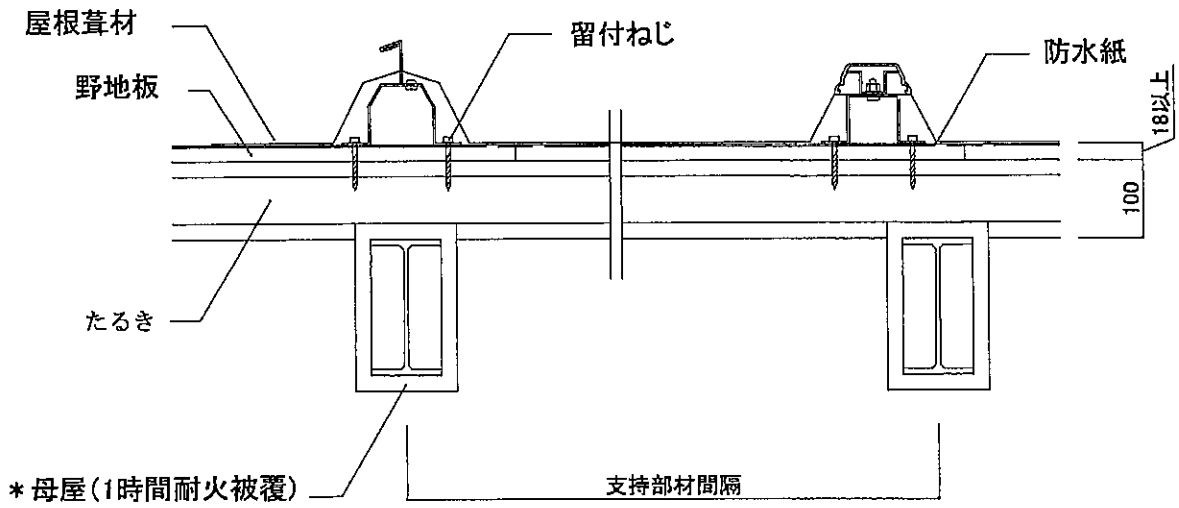 屋根葺材
留付ねじ
防水紙
野地板
18以上
100
たるき
*母屋(1時間耐火被覆)
支持部材間隔